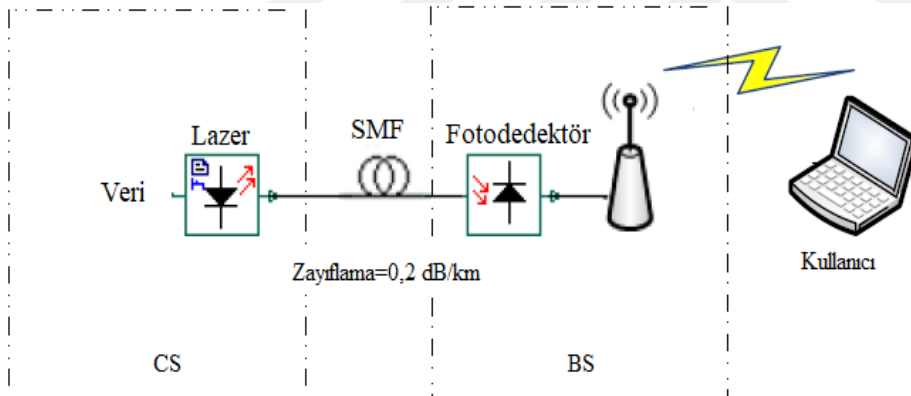 Lazer
SMF
Fotodedektör
Veri
Zayıflama=0,2 dB/km
Kullanıcı
CS
BS